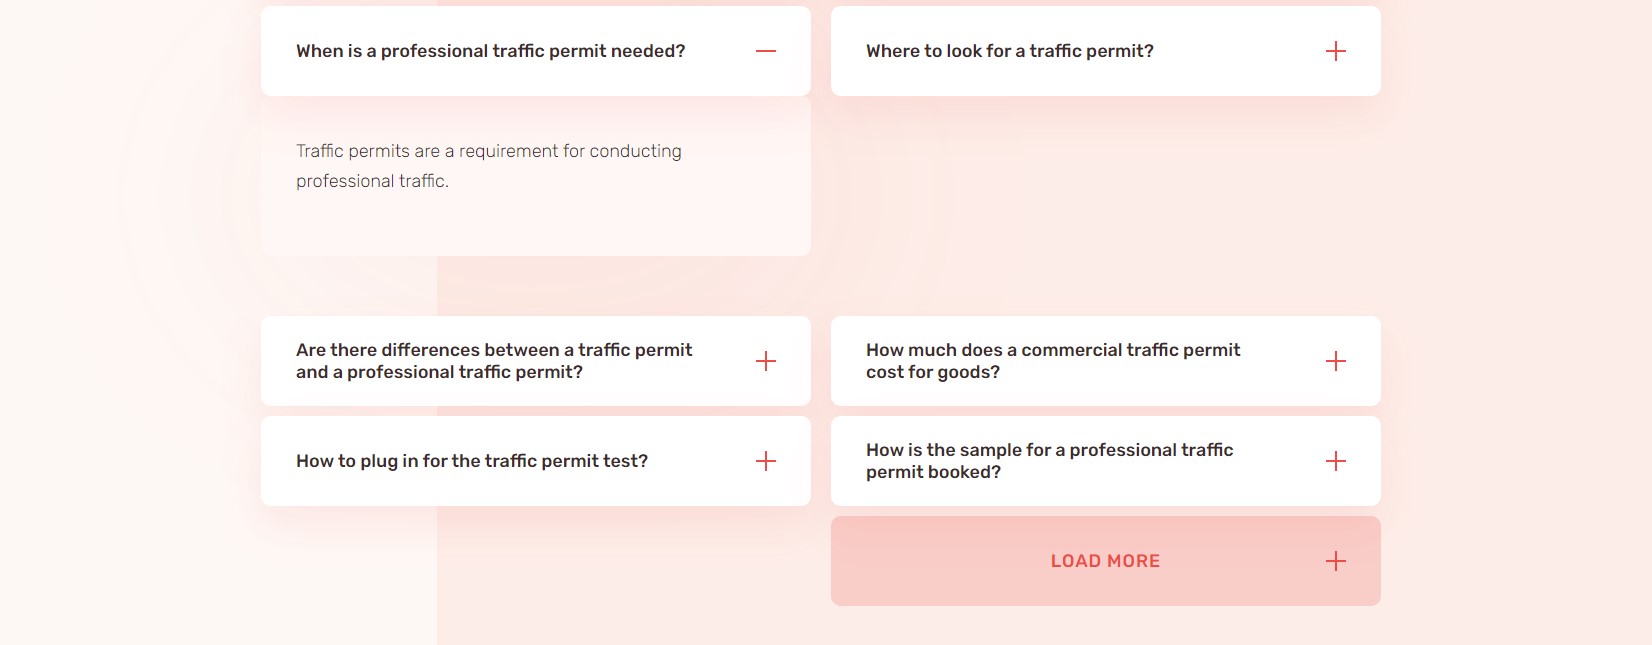 When is a professional traffic permit needed?
Where to look for a traffic permit?
Traffic permits are a requirement for conducting
professional traffic.
Are there differences between a traffic permit
and a professional traffic permit?
How much does a commercial traffic permit
cost for goods?
How to plug in for the traffic permit test?
How is the sample for a professional traffic
permit booked?
LOAD MORE